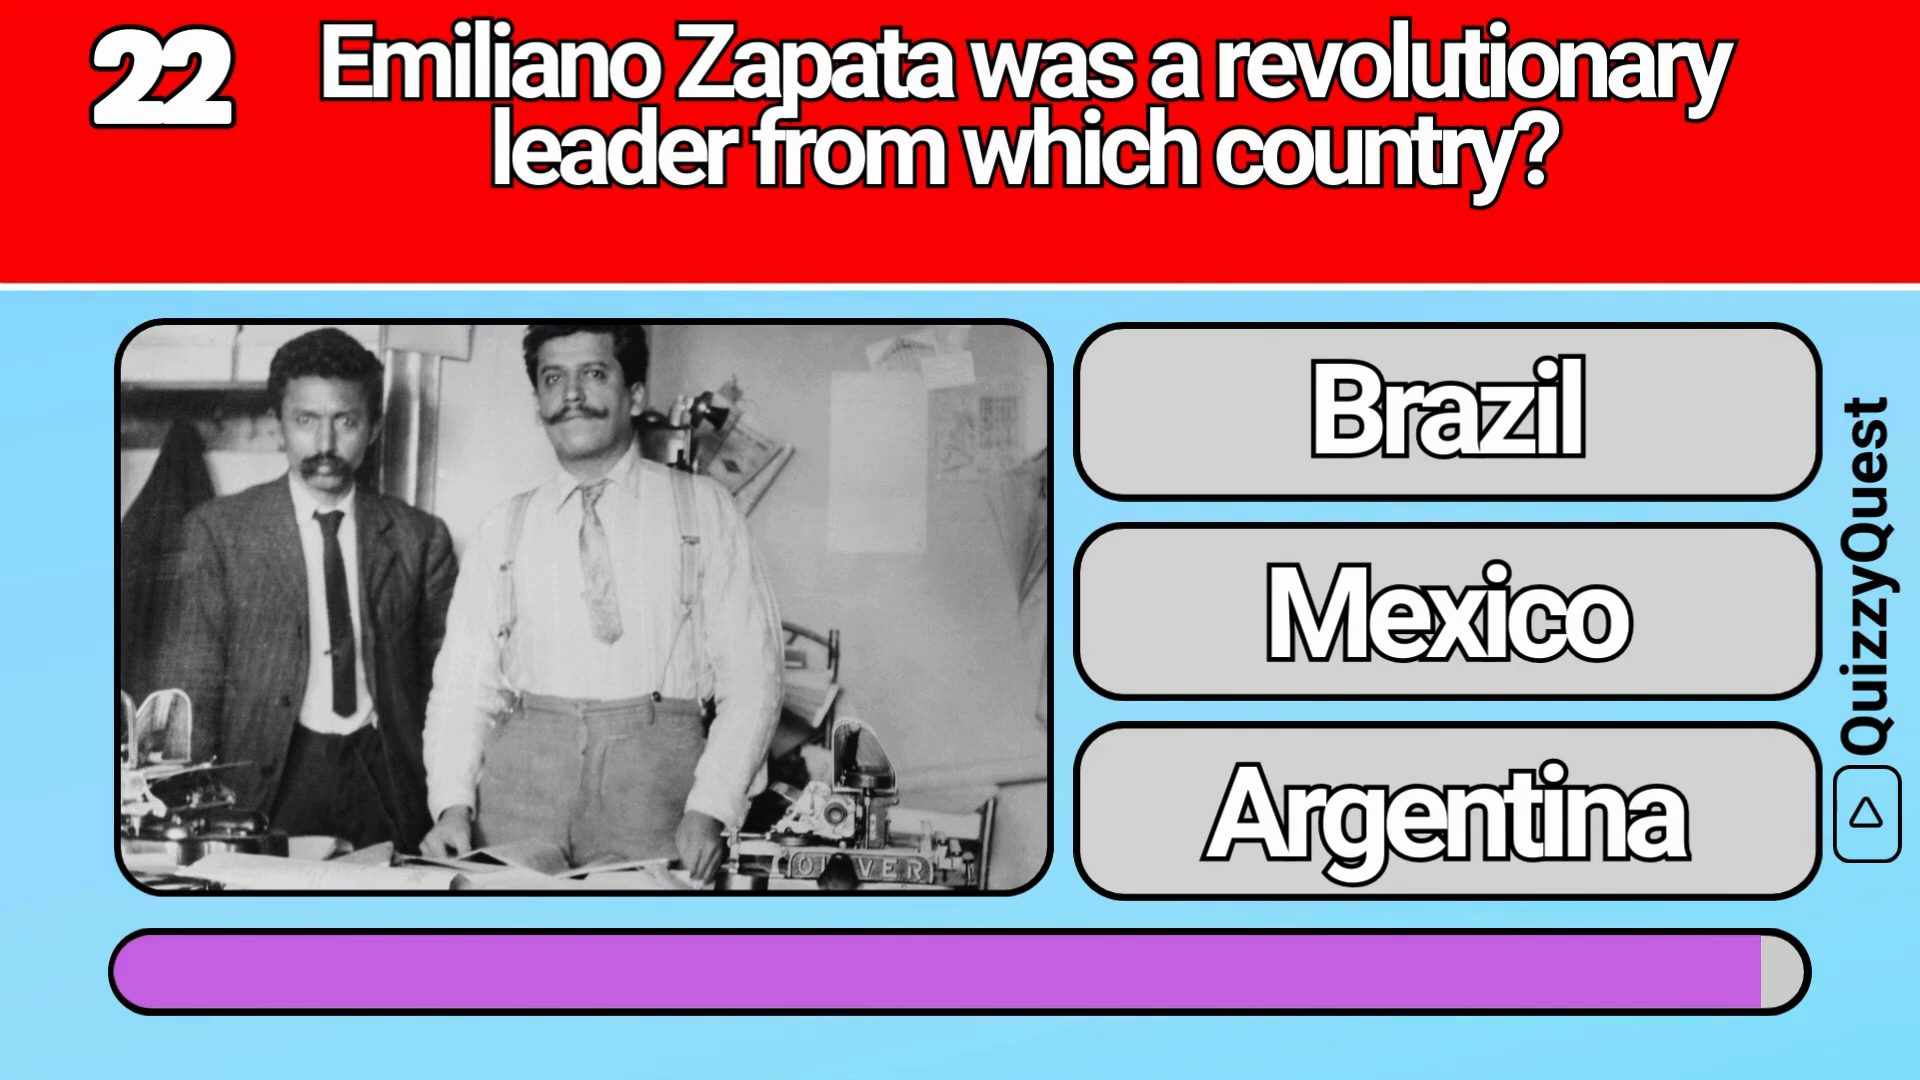 22
Emiliano Zapata was a revolutionary
leader from which country?
Brazil
Mexico
Argentina
QuizzyQuest
OLIVER